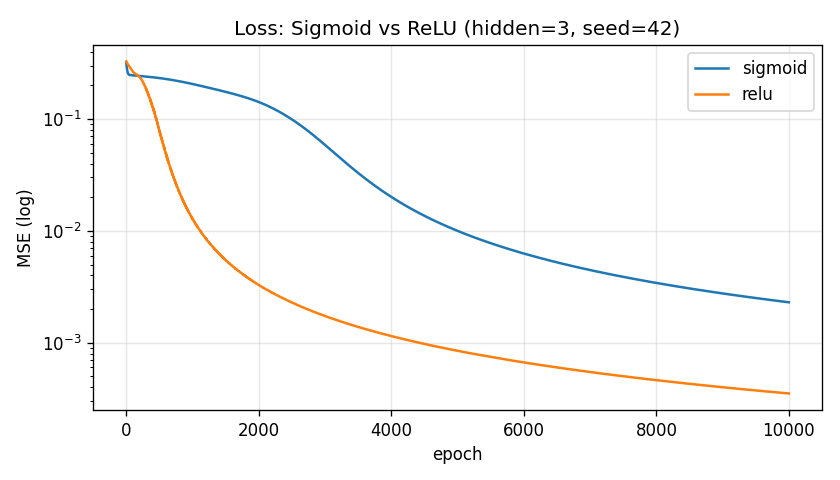 Loss: Sigmoid vs ReLU (hidden=3, seed=42)
sigmoid
relu
MSE (log)
10⁻¹
10⁻²
10⁻³
0 2000 4000 6000 8000 10000
epoch